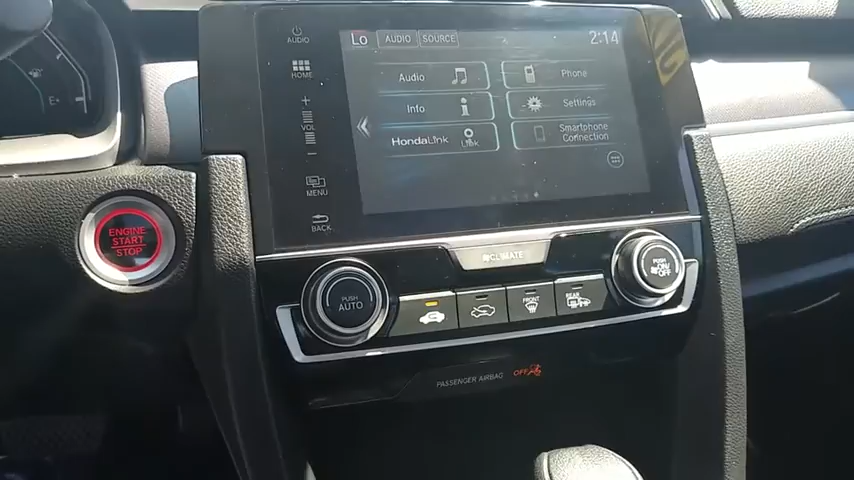 AUDIO
HOME
+
VOL
-
MENU
BACK
Lo AUDIO SOURCE 2:14
Audio Phone
Info Settings
HondaLink LINK Smartphone
Connection
ENGINE
START
STOP
CLIMATE
PUSH
AUTO
FRONT
REAR
PUSH
ON
OFF
PASSENGER AIRBAG OFF
E